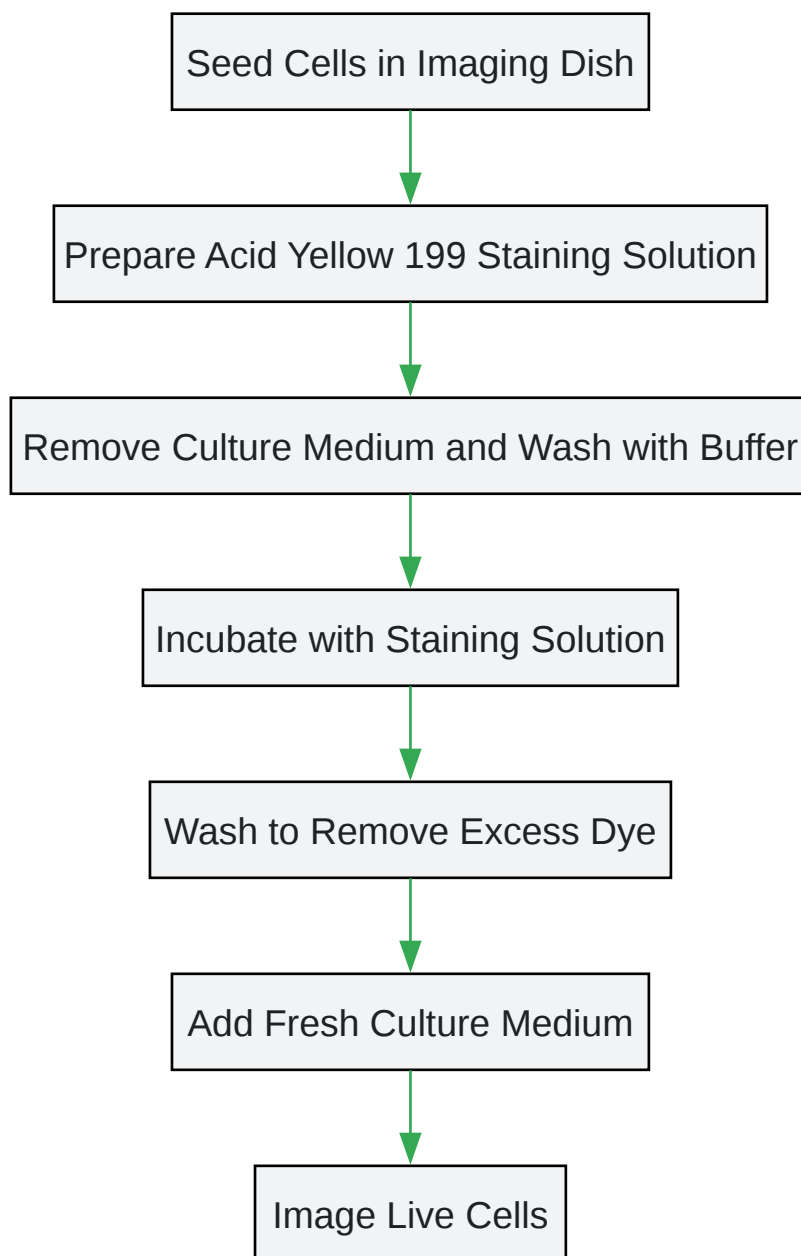 Seed Cells in Imaging Dish
Prepare Acid Yellow 199 Staining Solution
Remove Culture Medium and Wash with Buffer
Incubate with Staining Solution
Wash to Remove Excess Dye
Add Fresh Culture Medium
Image Live Cells